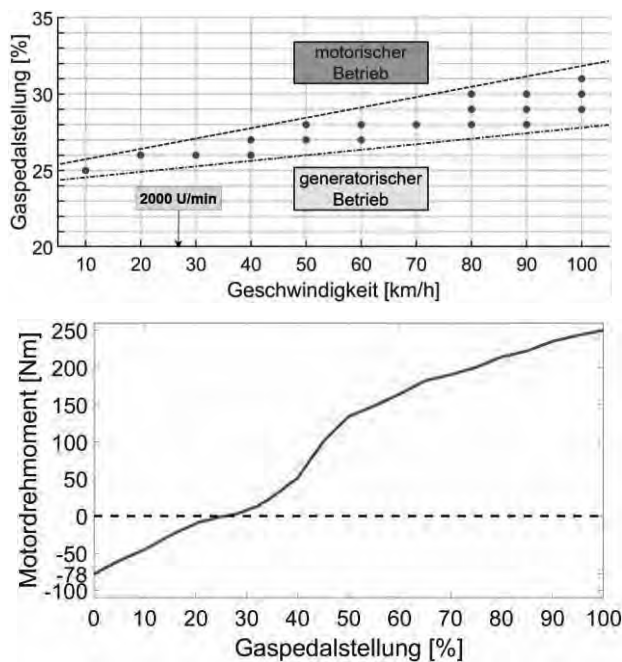 Gaspedalstellung [%]
35
30
25
20
motorischer
Betrieb
generatorischer
Betrieb
2000 U/min
10 20 30 40 50 60 70 80 90 100
Geschwindigkeit [km/h]
Motordrehmoment [Nm]
250
200
150
100
50
0
-50
-78
-100
0 10 20 30 40 50 60 70 80 90 100
Gaspedalstellung [%]